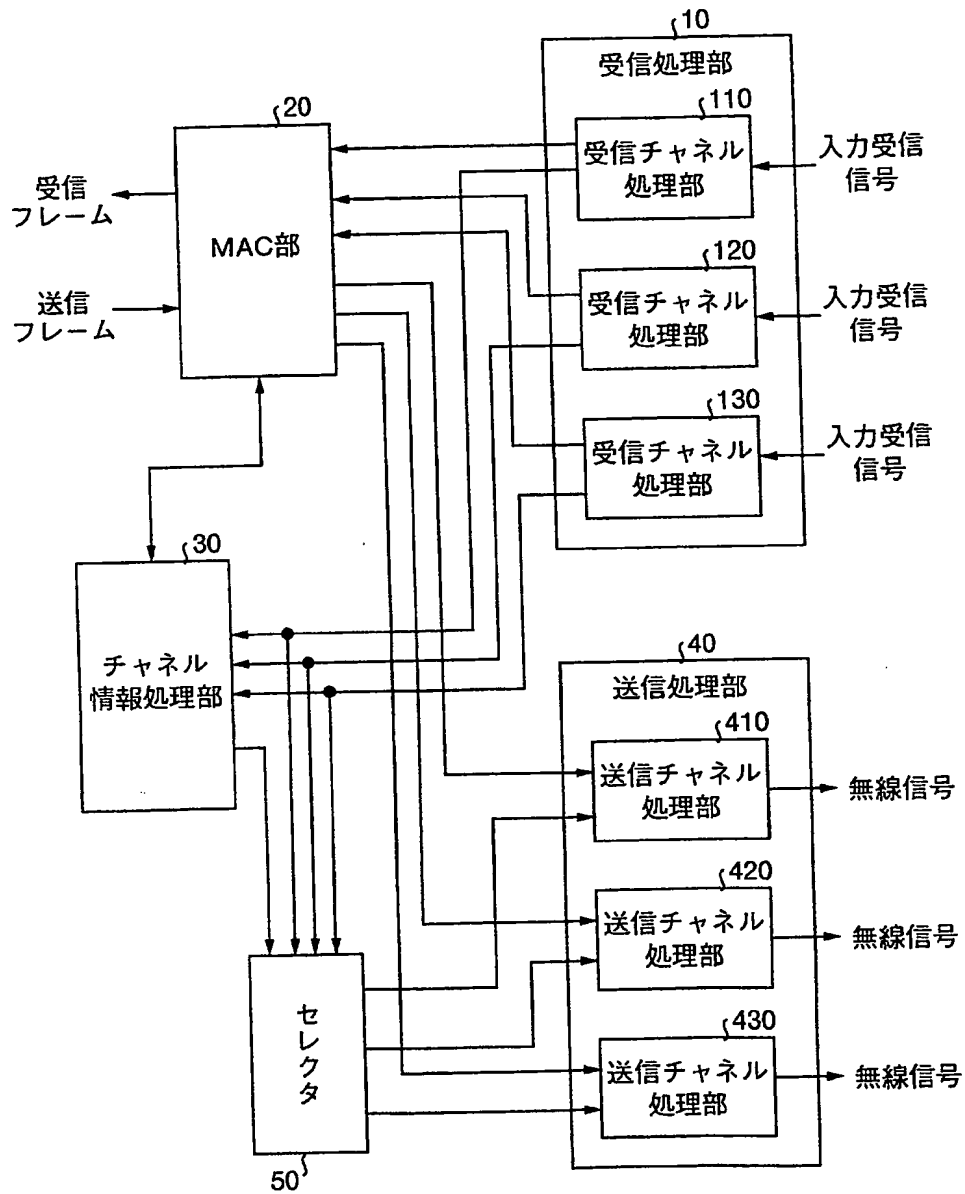 10
受信処理部
20
110
受信チャネル
処理部
入力受信
信号
受信
フレーム
MAC部
120
送信
フレーム
受信チャネル
処理部
入力受信
信号
130
受信チャネル
処理部
入力受信
信号
30
チャネル
情報処理部
40
送信処理部
410
送信チャネル
処理部
無線信号
420
送信チャネル
処理部
無線信号
セレクタ
430
送信チャネル
処理部
無線信号
50